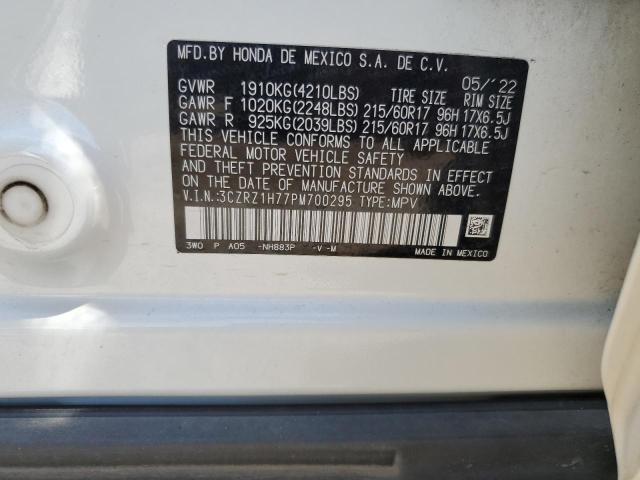 MFD.BY HONDA DE MEXICO S.A. DE C.V.
05/'22
GVWR 1910KG(4210LBS) TIRE SIZE RIM SIZE
GAWR F 1020KG(2248LBS) 215/60R17 96H 17X6.5J
GAWR R 925KG(2039LBS) 215/60R17 96H 17X6.5J
THIS VEHICLE CONFORMS TO ALL APPLICABLE
FEDERAL MOTOR VEHICLE SAFETY
AND THEFT PREVENTION STANDARDS IN EFFECT
ON THE DATE OF MANUFACTURE SHOWN ABOVE.
V.I.N.:3CZRZ1H77PM700295 TYPE:MPV
3W0 P A05 -NH883P -V-M MADE IN MEXICO